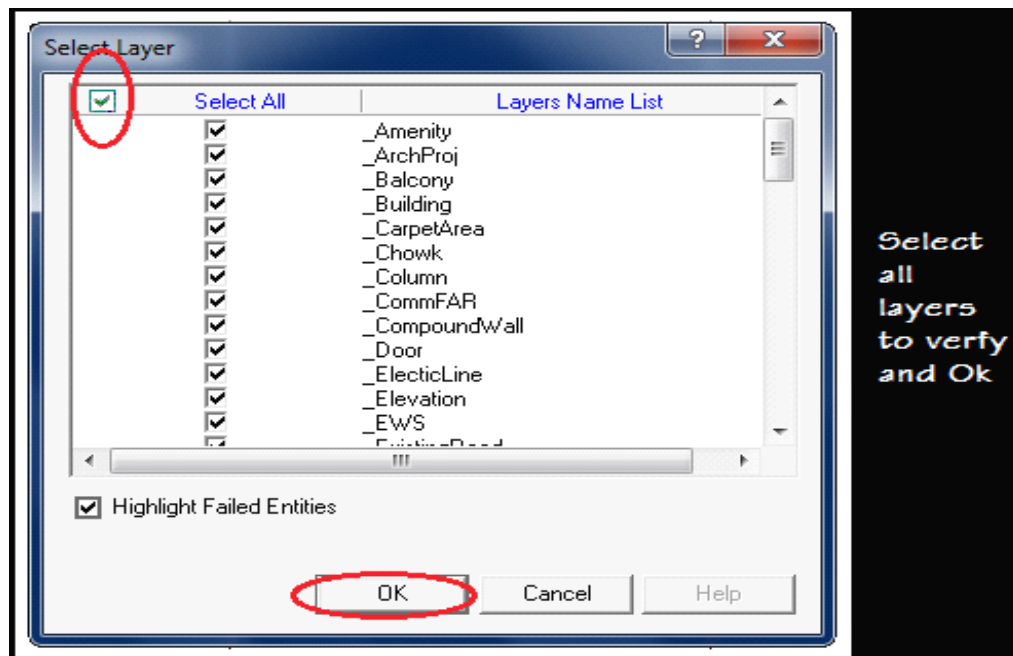 Select Layer
Select All Layers Name List
_Amenity
_ArchProj
_Balcony
_Building
_CarpetArea
_Chowk
_Column
_CommFAR
_CompoundWall
_Door
_ElecticLine
_Elevation
_EWS
_ExistingRoad
Highlight Failed Entities
OK Cancel Help
Select
all
layers
to verfy
and Ok